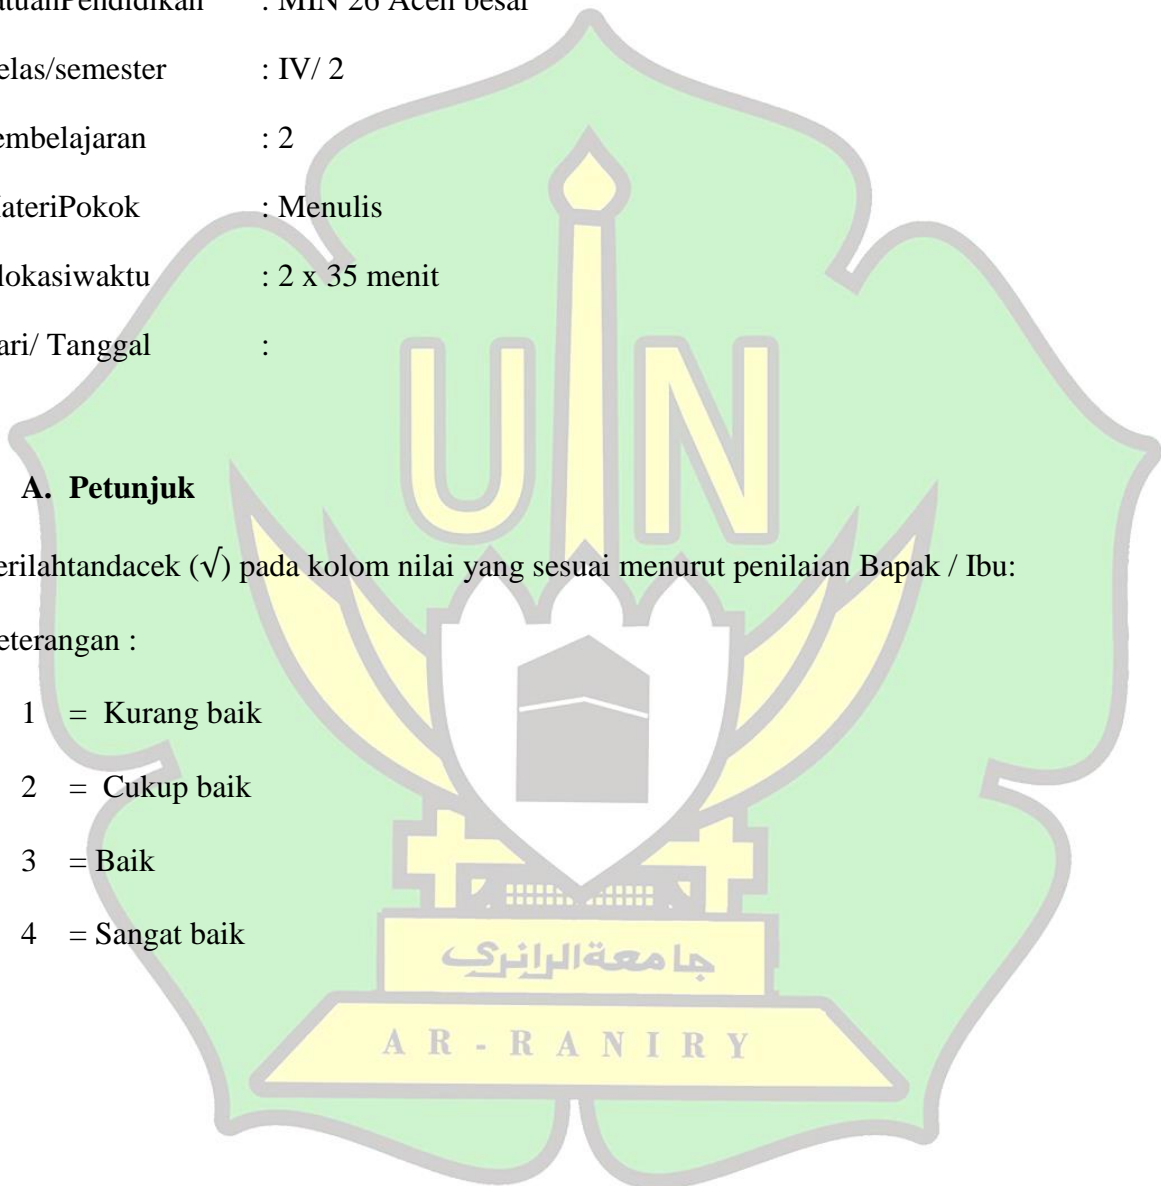 atuanPendidikan : MIN 26 Aceh besar
elas/semester : IV/ 2
embelajaran : 2
ateriPokok : Menulis
lokasiwaktu : 2 x 35 menit
ari/ Tanggal :
A. Petunjuk
erilahtandacek (√) pada kolom nilai yang sesuai menurut penilaian Bapak / Ibu:
eterangan :
1 = Kurang baik
2 = Cukup baik
3 = Baik
4 = Sangat baik
UIN
جامعةالرانري
AR-RANIRY